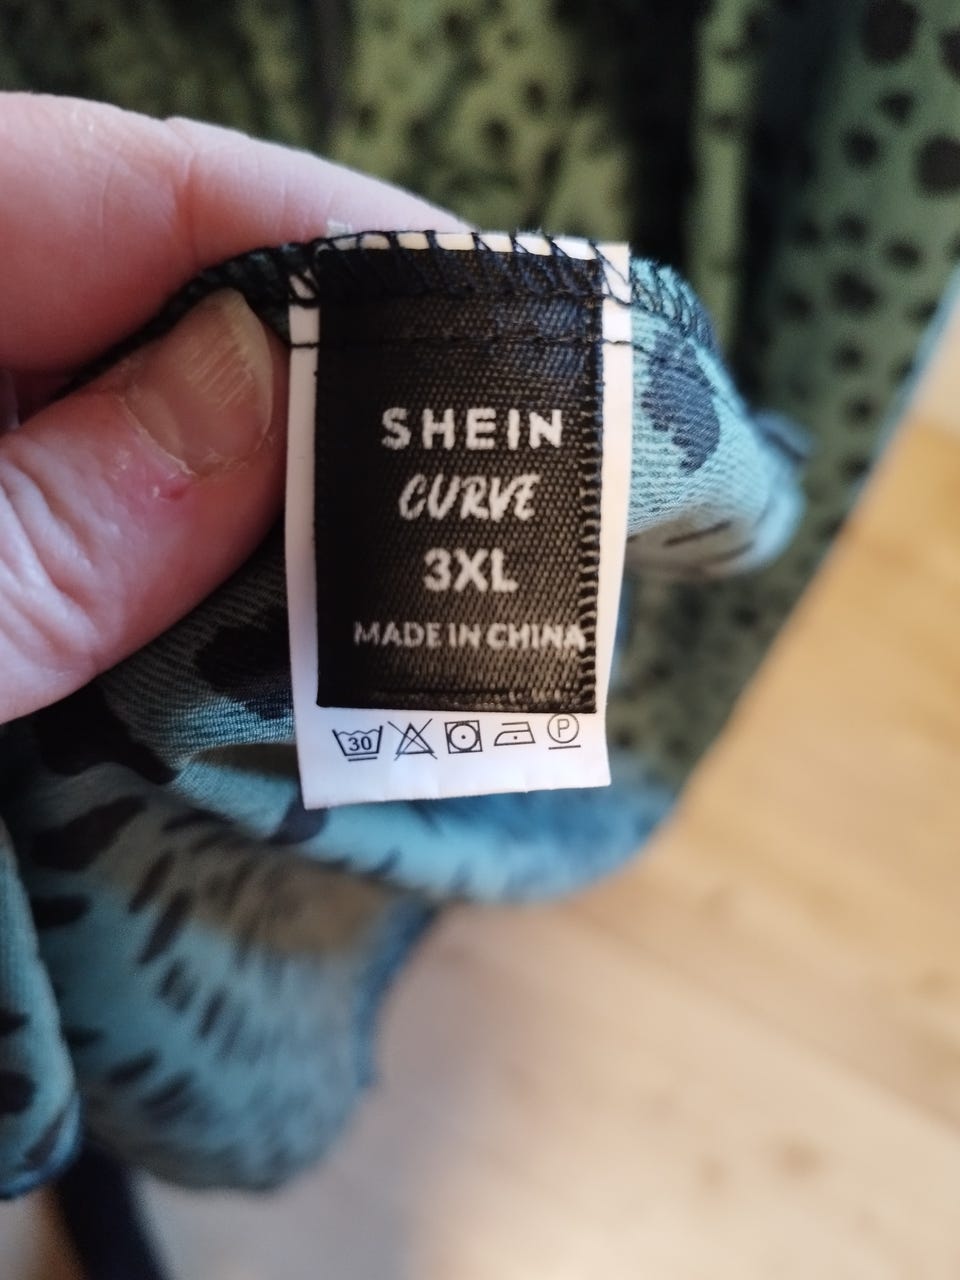 SHEIN
CURVE
3XL
MADE IN CHINA
30 P